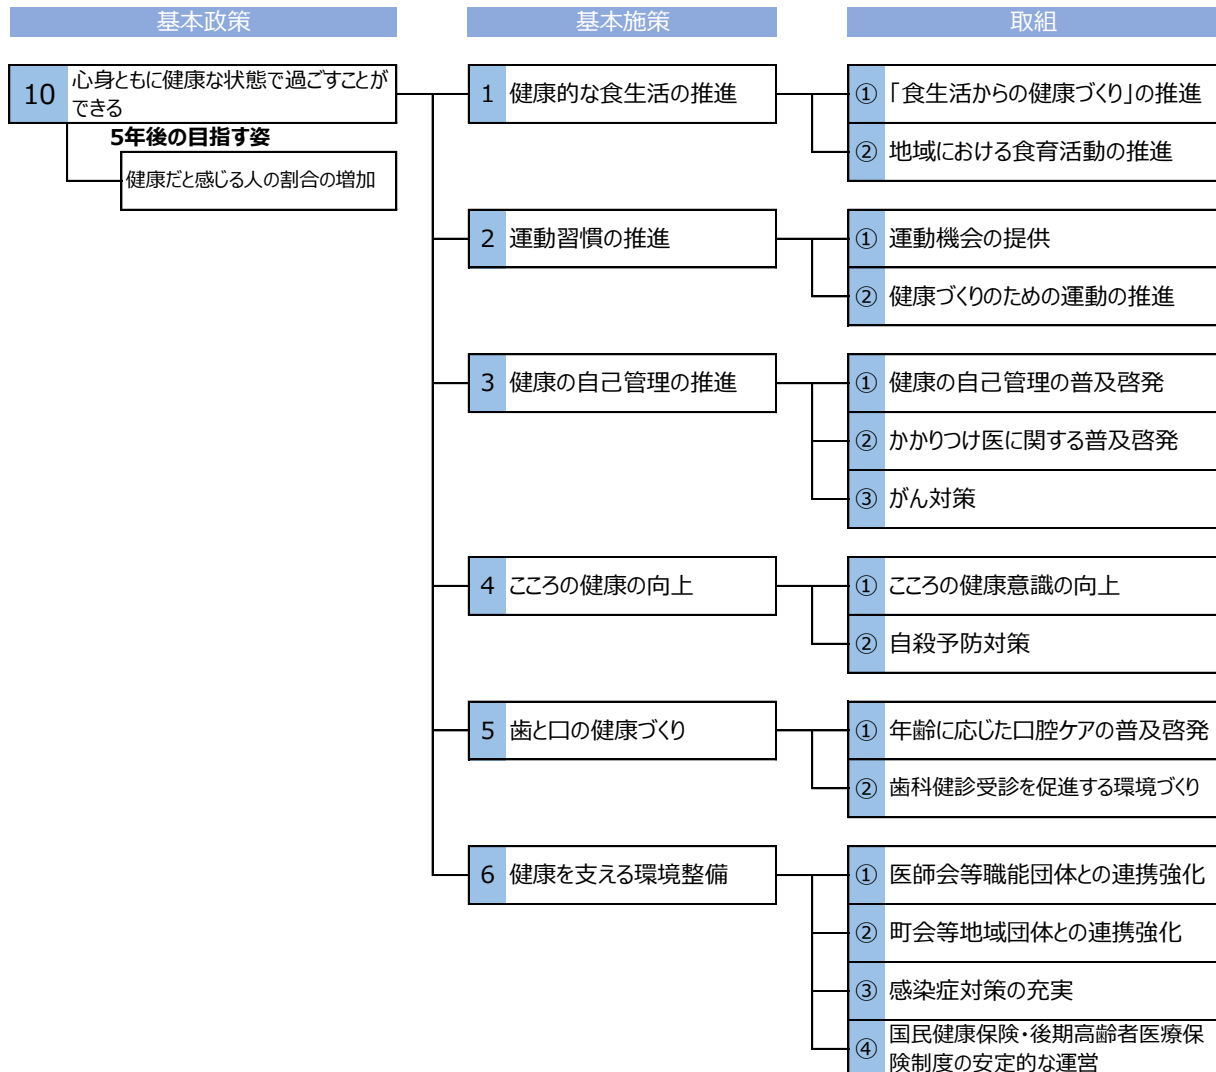 基本政策
基本施策
取組
10
心身ともに健康な状態で過ごすことが
できる
5年後の目指す姿
健康だと感じる人の割合の増加
1 健康的な食生活の推進
① 「食生活からの健康づくり」の推進
② 地域における食育活動の推進
2 運動習慣の推進
① 運動機会の提供
② 健康づくりのための運動の推進
3 健康の自己管理の推進
① 健康の自己管理の普及啓発
② かかりつけ医に関する普及啓発
③ がん対策
4 こころの健康の向上
① こころの健康意識の向上
② 自殺予防対策
5 歯と口の健康づくり
① 年齢に応じた口腔ケアの普及啓発
② 歯科健診受診を促進する環境づくり
6 健康を支える環境整備
① 医師会等職能団体との連携強化
② 町会等地域団体との連携強化
③ 感染症対策の充実
④ 国民健康保険・後期高齢者医療保
険制度の安定的な運営